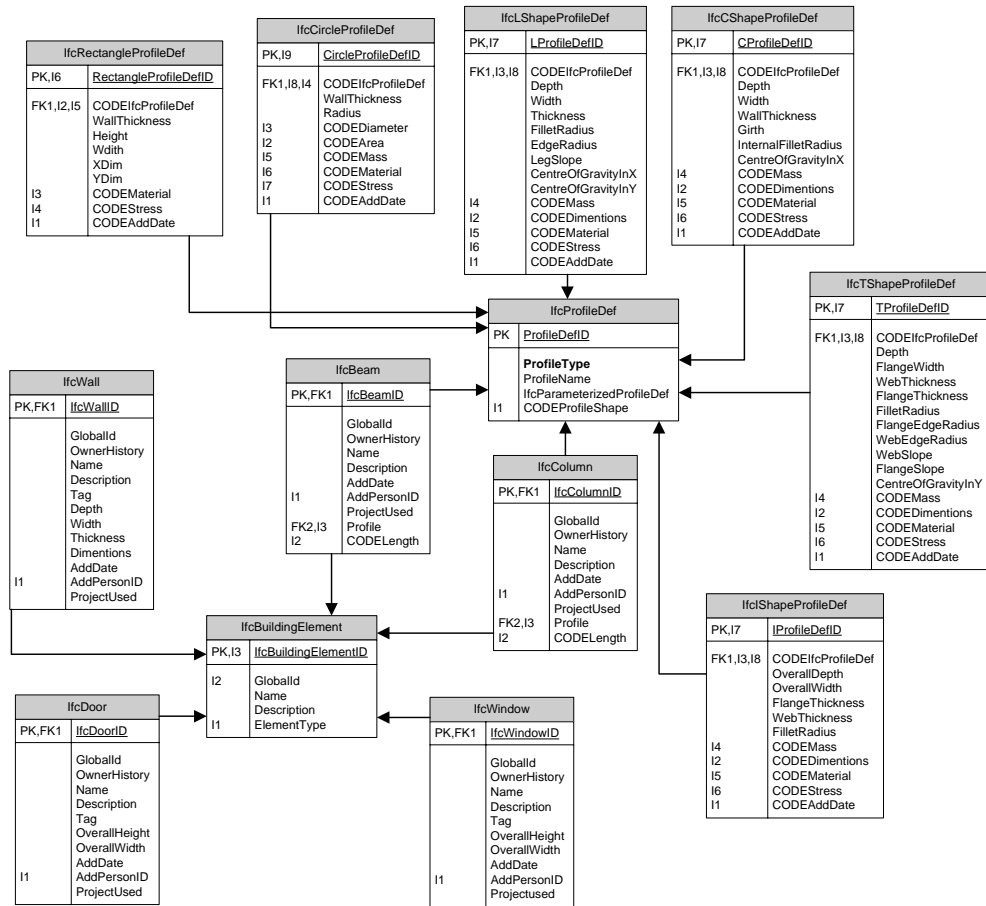 IfcRectangleProfileDef
PK,I6 RectangleProfileDefID
FK1,I2,I5 CODEIfcProfileDef
WallThickness
Height
Wdith
XDim
YDim
I3 CODEMaterial
I4 CODEStress
I1 CODEAddDate
IfcCircleProfileDef
PK,I9 CircleProfileDefID
FK1,I8,I4 CODEIfcProfileDef
WallThickness
Radius
I3 CODEDiameter
I2 CODEArea
I5 CODEMass
I6 CODEMaterial
I7 CODEStress
I1 CODEAddDate
IfcLShapeProfileDef
PK,I7 LProfileDefID
FK1,I3,I8 CODEIfcProfileDef
Depth
Width
Thickness
FilletRadius
EdgeRadius
LegSlope
CentreOfGravityInX
CentreOfGravityInY
I4 CODEMass
I2 CODEDimentions
I5 CODEMaterial
I6 CODEStress
I1 CODEAddDate
IfcCShapeProfileDef
PK,I7 CProfileDefID
FK1,I3,I8 CODEIfcProfileDef
Depth
Width
WallThickness
Girth
InternalFilletRadius
CentreOfGravityInX
I4 CODEMass
I2 CODEDimentions
I5 CODEMaterial
I6 CODEStress
I1 CODEAddDate
IfcTShapeProfileDef
PK,I7 TProfileDefID
FK1,I3,I8 CODEIfcProfileDef
Depth
FlangeWidth
WebThickness
FlangeThickness
FilletRadius
FlangeEdgeRadius
WebEdgeRadius
WebSlope
FlangeSlope
CentreOfGravityInY
I4 CODEMass
I2 CODEDimentions
I5 CODEMaterial
I6 CODEStress
I1 CODEAddDate
IfcProfileDef
PK ProfileDefID
ProfileType
ProfileName
IfcParameterizedProfileDef
I1 CODEProfileShape
IfcWall
PK,FK1 IfcWallID
GlobalId
OwnerHistory
Name
Description
Tag
Depth
Width
Thickness
Dimentions
AddDate
I1 AddPersonID
ProjectUsed
IfcBeam
PK,FK1 IfcBeamID
GlobalId
OwnerHistory
Name
Description
AddDate
I1 AddPersonID
ProjectUsed
FK2,I3 Profile
I2 CODELength
IfcColumn
PK,FK1 IfcColumnID
GlobalId
OwnerHistory
Name
Description
AddDate
I1 AddPersonID
ProjectUsed
FK2,I3 Profile
I2 CODELength
IfcIShapeProfileDef
PK,I7 IProfileDefID
FK1,I3,I8 CODEIfcProfileDef
OverallDepth
OverallWidth
FlangeThickness
WebThickness
FilletRadius
I4 CODEMass
I2 CODEDimentions
I5 CODEMaterial
I6 CODEStress
I1 CODEAddDate
IfcBuildingElement
PK,I3 IfcBuildingElementID
I2 GlobalId
Name
Description
I1 ElementType
IfcDoor
PK,FK1 IfcDoorID
GlobalId
OwnerHistory
Name
Description
Tag
OverallHeight
OverallWidth
AddDate
I1 AddPersonID
ProjectUsed
IfcWindow
PK,FK1 IfcWindowID
GlobalId
OwnerHistory
Name
Description
Tag
OverallHeight
OverallWidth
AddDate
I1 AddPersonID
Projectused